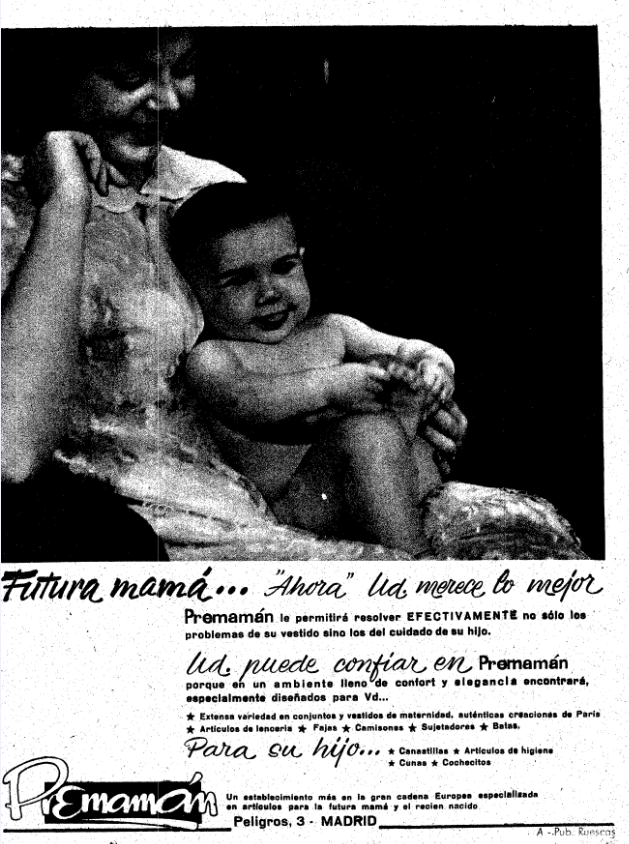 Futura mamá... "Ahora" Ud. merece lo mejor
Premamán le permitirá resolver EFECTIVAMENTE no sólo los
problemas de su vestido sino los del cuidado de su hijo.
Ud. puede confiar en Premamán
porque en un ambiente lleno de confort y elegancia encontrará,
especialmente diseñados para Vd...
★ Extensa variedad en conjuntos y vestidos de maternidad, auténticas creaciones de Paris
★ Artículos de lencería ★ Fajas ★ Camisones ★ Sujetadores ★ Batas.
Para su hijo... ★ Canastillas ★ Artículos de higiene
★ Cunas ★ Cochecitos
Premamán
Un establecimiento más en la gran cadena Europea especializada
en artículos para la futura mamá y el recien nacido
Peligros, 3 - MADRID
A.-Pub. Ruescas